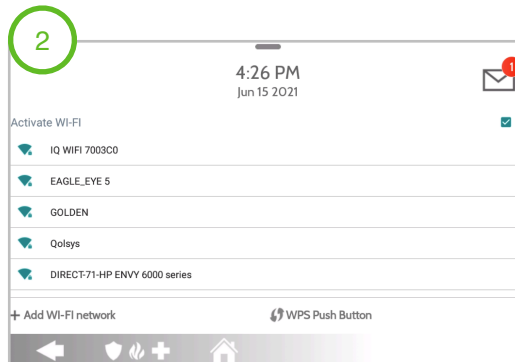 2
4:26 PM
Jun 15 2021
1
Activate WI-FI
IQ WIFI 7003C0
EAGLE_EYE 5
GOLDEN
Qolsys
DIRECT-71-HP ENVY 6000 series
+ Add WI-FI network
WPS Push Button